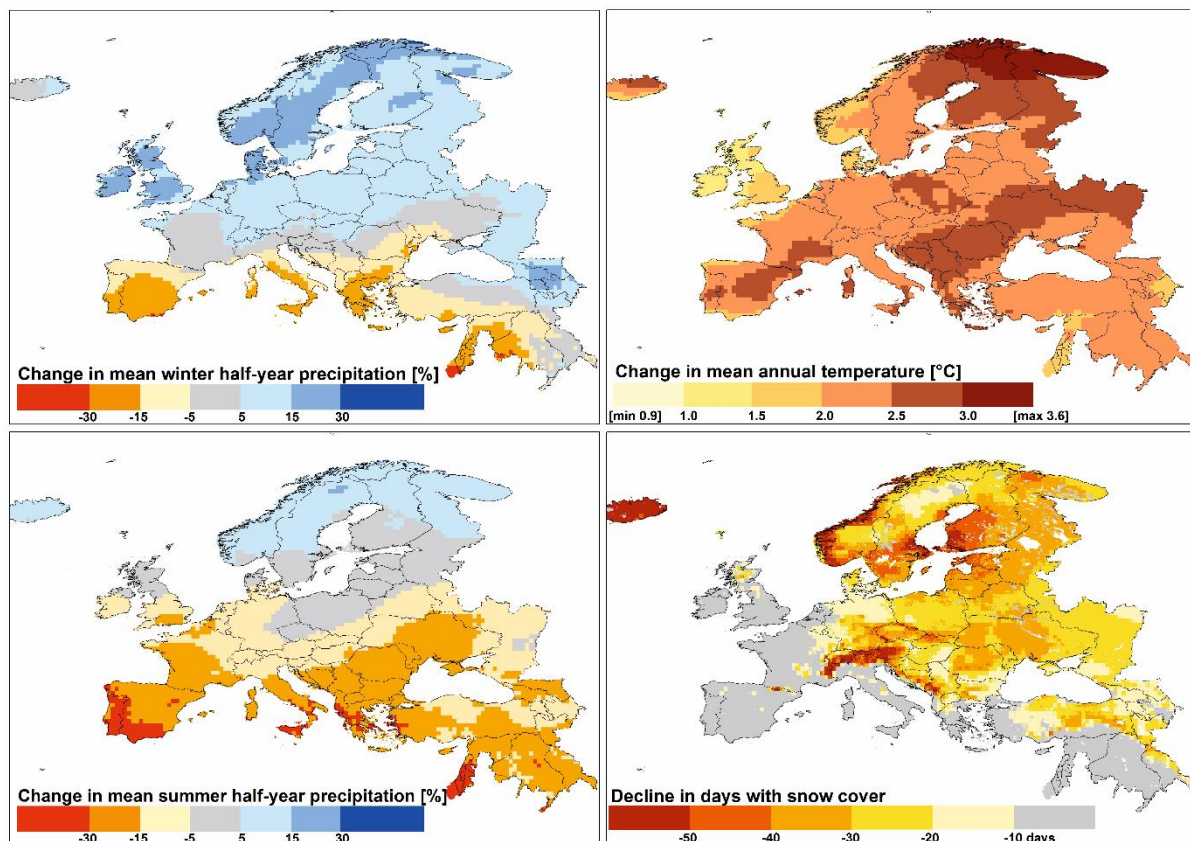 Change in mean winter half-year precipitation [%]
-30 -15 -5 5 15 30
Change in mean annual temperature [°C]
[min 0.9] 1.0 1.5 2.0 2.5 3.0 [max 3.6]
Change in mean summer half-year precipitation [%]
-30 -15 -5 5 15 30
Decline in days with snow cover
-50 -40 -30 -20 -10 days